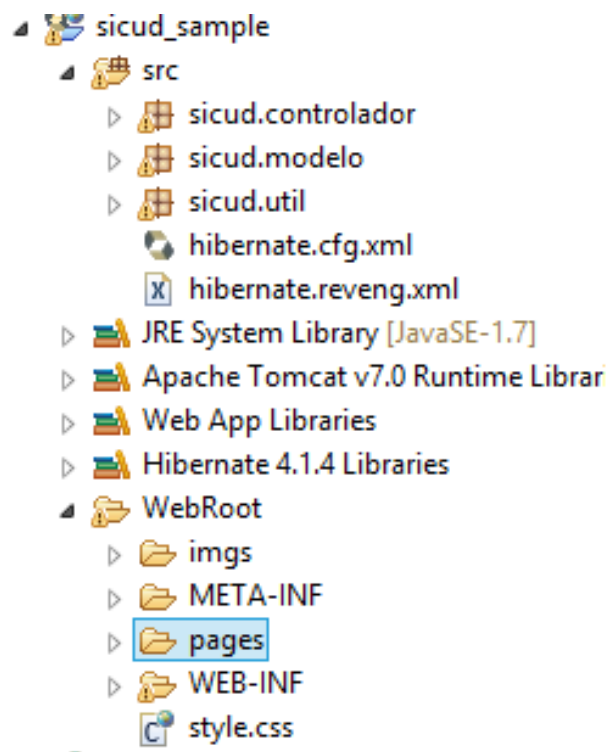 sicud_sample
src
sicud.controlador
sicud.modelo
sicud.util
hibernate.cfg.xml
hibernate.reveng.xml
JRE System Library [JavaSE-1.7]
Apache Tomcat v7.0 Runtime Librar
Web App Libraries
Hibernate 4.1.4 Libraries
WebRoot
imgs
META-INF
pages
WEB-INF
style.css